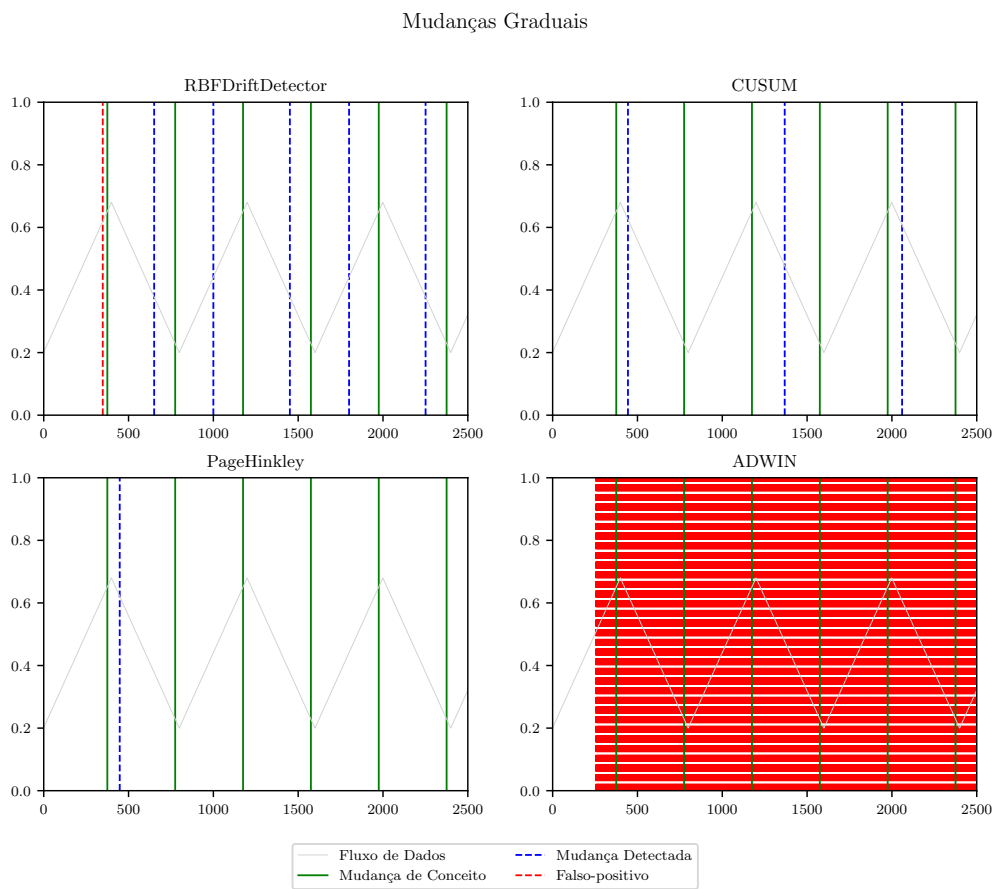 Mudanças Graduais
RBFDriftDetector
1.0
0.8
0.6
0.4
0.2
0.0
0 500 1000 1500 2000 2500
CUSUM
1.0
0.8
0.6
0.4
0.2
0.0
0 500 1000 1500 2000 2500
PageHinkley
1.0
0.8
0.6
0.4
0.2
0.0
0 500 1000 1500 2000 2500
ADWIN
1.0
0.8
0.6
0.4
0.2
0.0
0 500 1000 1500 2000 2500
Fluxo de Dados
Mudança de Conceito
Mudança Detectada
Falso-positivo